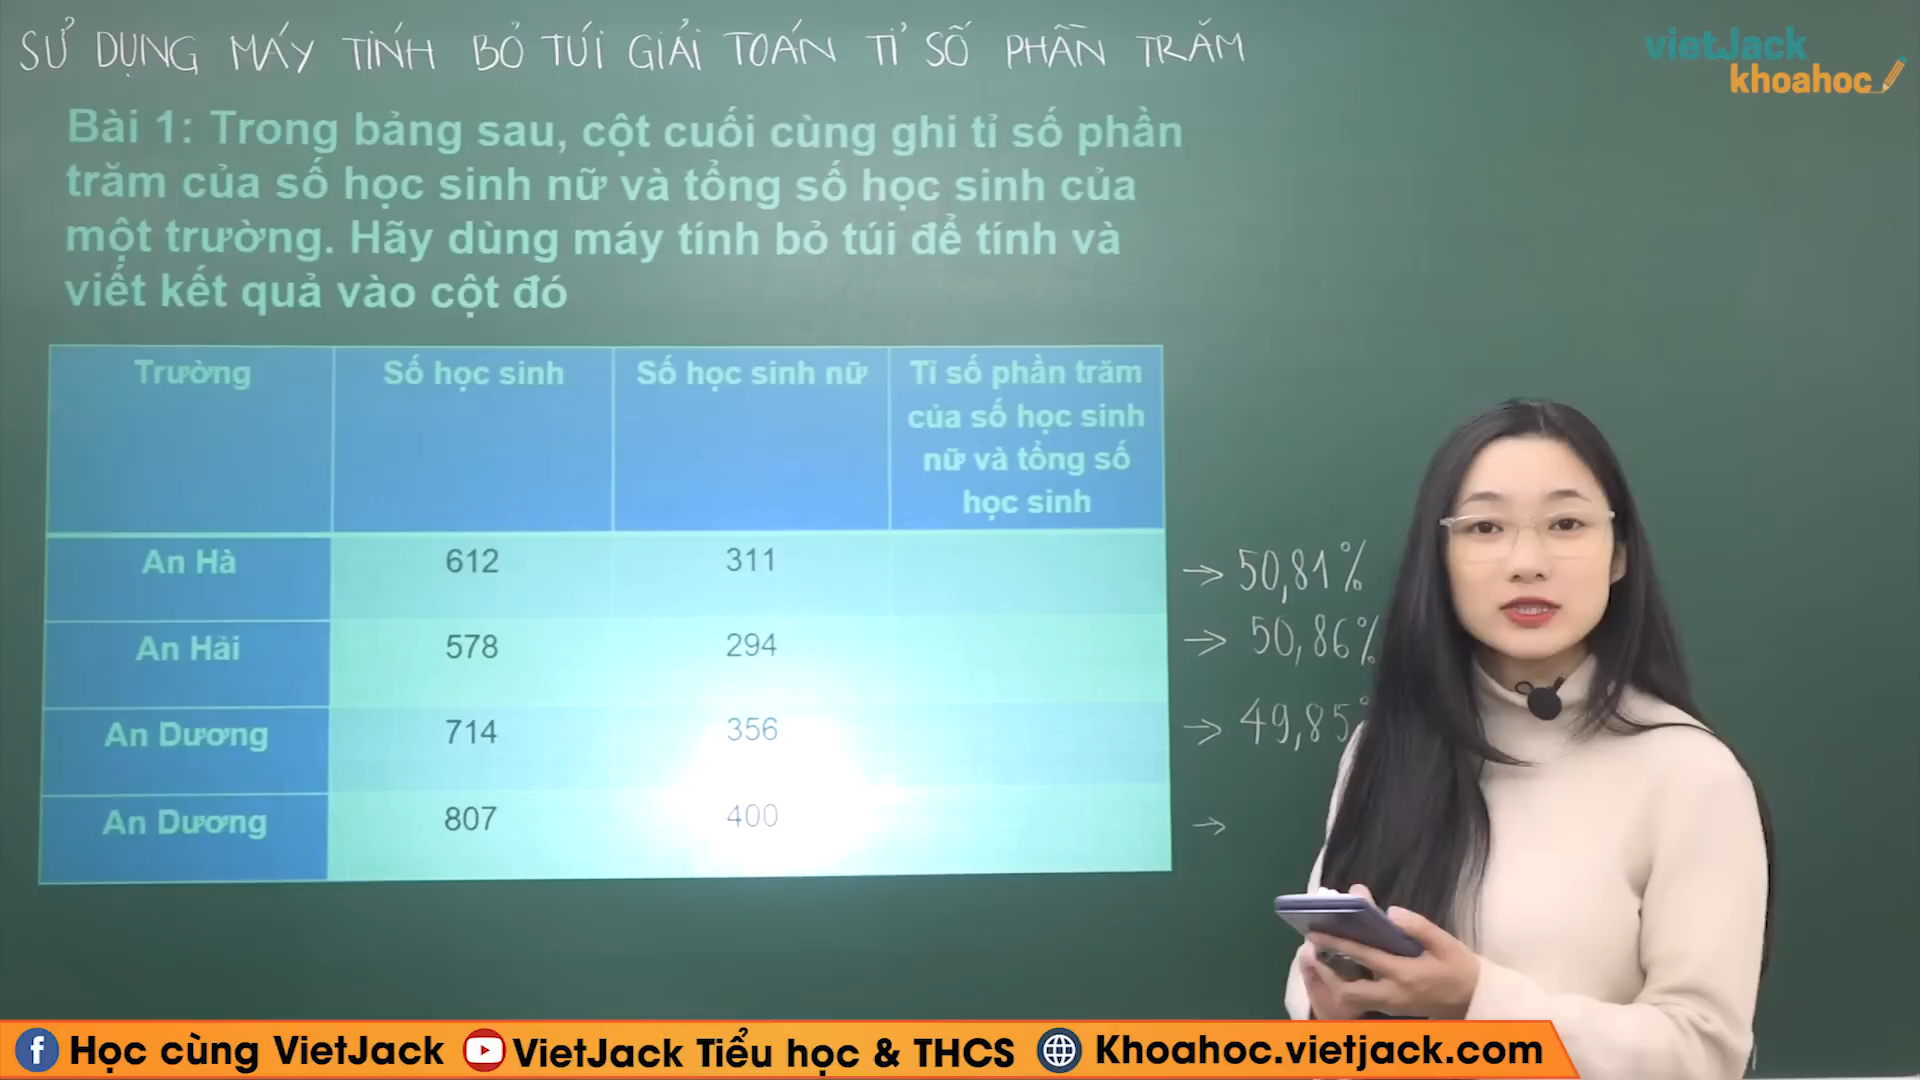 SỬ DỤNG MÁY TÍNH BỎ TÚI GIẢI TOÁN TỈ SỐ PHẦN TRĂM
vietJack
khoahoc
Bài 1: Trong bảng sau, cột cuối cùng ghi tỉ số phần
trăm của số học sinh nữ và tổng số học sinh của
một trường. Hãy dùng máy tính bỏ túi để tính và
viết kết quả vào cột đó
Trường Số học sinh Số học sinh nữ Tỉ số phần trăm
của số học sinh
nữ và tổng số
học sinh
An Hà 612 311 → 50,81%
An Hải 578 294 → 50,86%
An Dương 714 356 → 49,85%
An Dương 807 400 →
Học cùng VietJack VietJack Tiểu học & THCS Khoahoc.vietjack.com